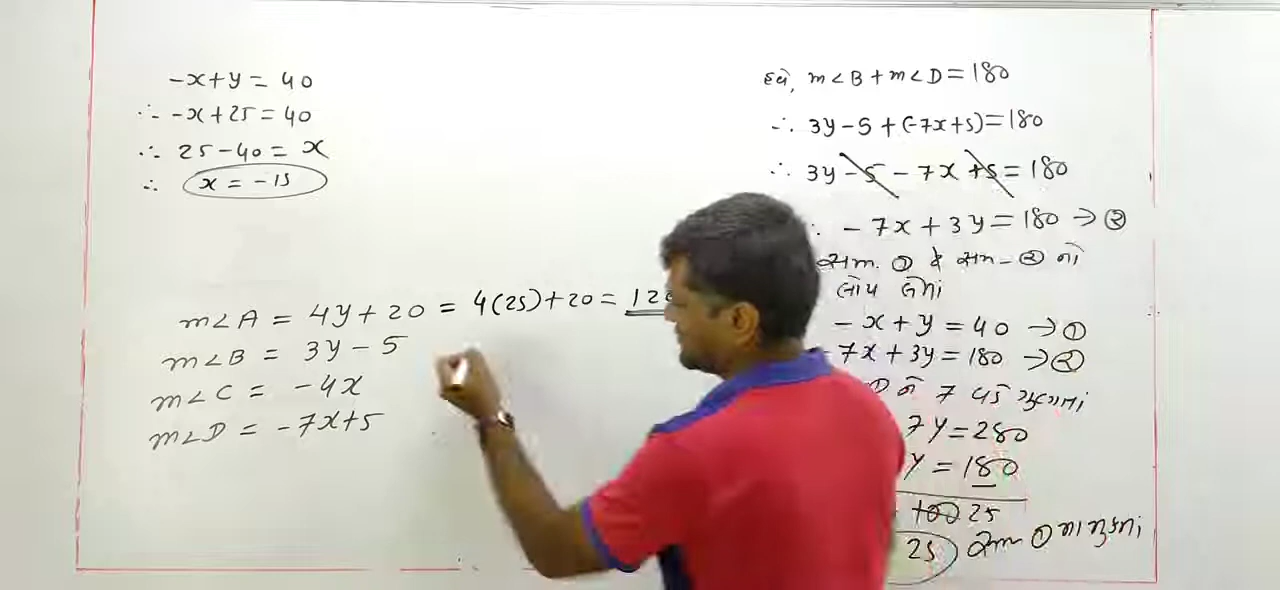 -x+y = 40
∴ -x+25 = 40
∴ 25-40 = x
∴ x = -15
m∠A = 4y+20 = 4(25)+20 = 120
m∠B = 3y-5
m∠C = -4x
m∠D = -7x+5
હવે, m∠B + m∠D = 180
∴ 3y-5+(-7x+5)=180
∴ 3y-5-7x+5=180
∴ -7x+3y=180→②
સમ. ① ને સમ-② નો
લોપ લેતાં
-x+y=40→①
-7x+3y=180→②
ને 7 વડે ગુણતાં
7y=280
y=180
100 25
25 સમ ① માં મુકતાં